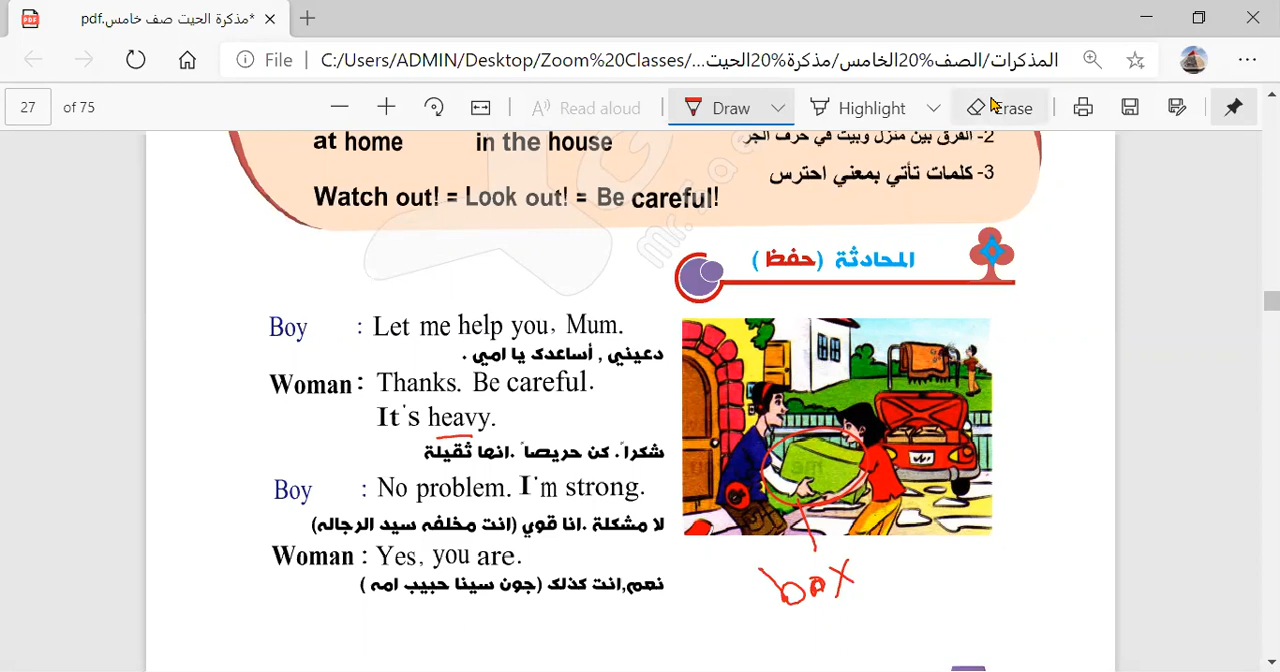 *مذكرة الحيت صف خامس.pdf
File C:/Users/ADMIN/Desktop/Zoom%20Classes/المذكرات/الصف%20الخامس/مذكرة%20الحيت...
27 of 75 Read aloud Draw Highlight Erase
at home in the house 2- الفرق بين منزل وبيت في حرف الجر
Watch out! = Look out! = Be careful! 3- كلمات تأتي بمعني احترس
المحادثة (حفظ)
Boy : Let me help you, Mum.
دعيني , أساعدك يا امي .
Woman : Thanks. Be careful.
It's heavy.
شكراً. كن حريصاً .انها ثقيلة
Boy : No problem. I'm strong.
لا مشكلة .انا قوي (انت مخلفه سيد الرجاله)
Woman : Yes, you are.
نعم,انت كذلك (جون سينا حبيب امه )
box